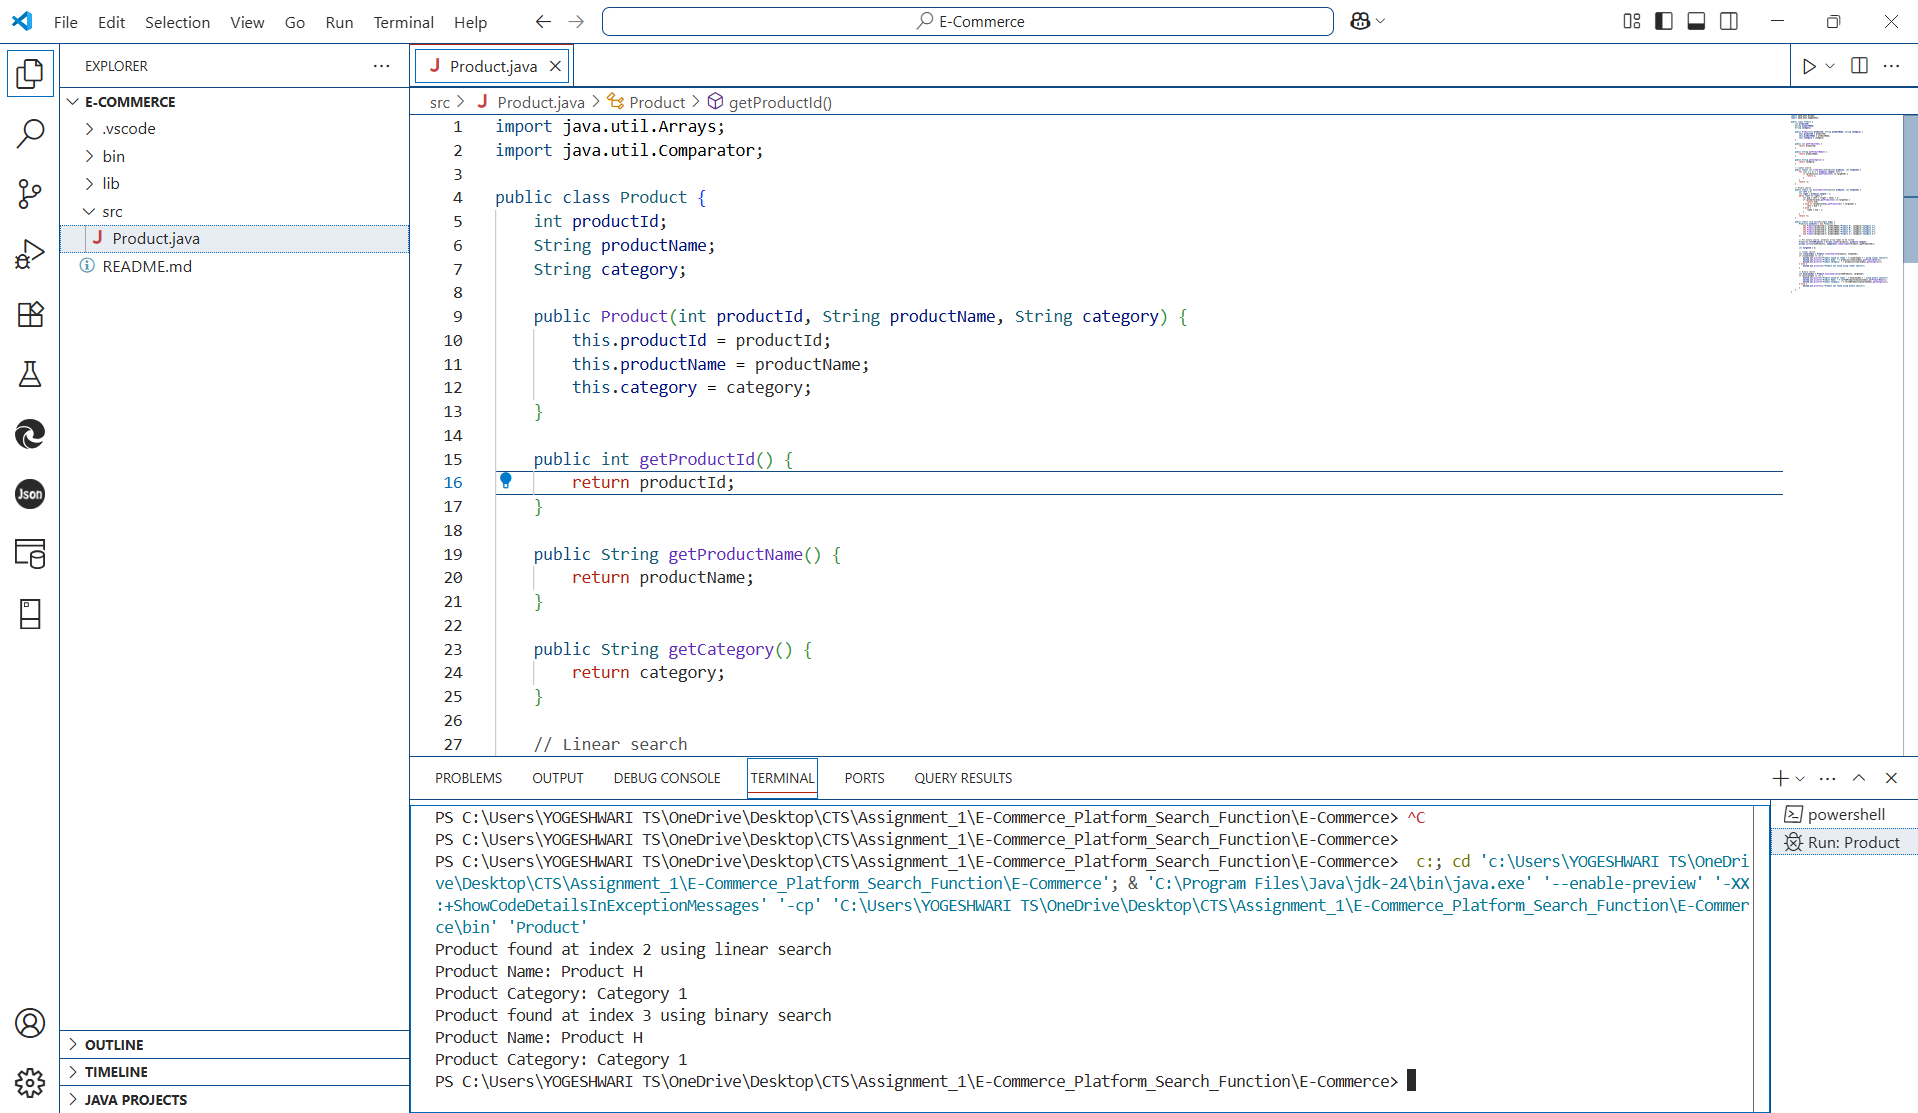 File Edit Selection View Go Run Terminal Help
E-Commerce
EXPLORER
E-COMMERCE
.vscode
bin
lib
src
J Product.java
README.md
OUTLINE
TIMELINE
JAVA PROJECTS
Json
J Product.java
src > J Product.java > Product > getProductId()
1 import java.util.Arrays;
2 import java.util.Comparator;
3
4 public class Product {
5 int productId;
6 String productName;
7 String category;
8
9 public Product(int productId, String productName, String category) {
10 this.productId = productId;
11 this.productName = productName;
12 this.category = category;
13 }
14
15 public int getProductId() {
16 return productId;
17 }
18
19 public String getProductName() {
20 return productName;
21 }
22
23 public String getCategory() {
24 return category;
25 }
26
27 // Linear search
PROBLEMS OUTPUT DEBUG CONSOLE TERMINAL PORTS QUERY RESULTS
PS C:\Users\YOGESHWARI TS\OneDrive\Desktop\CTS\Assignment_1\E-Commerce_Platform_Search_Function\E-Commerce> ^C
PS C:\Users\YOGESHWARI TS\OneDrive\Desktop\CTS\Assignment_1\E-Commerce_Platform_Search_Function\E-Commerce>
PS C:\Users\YOGESHWARI TS\OneDrive\Desktop\CTS\Assignment_1\E-Commerce_Platform_Search_Function\E-Commerce> c:; cd 'c:\Users\YOGESHWARI TS\OneDri
ve\Desktop\CTS\Assignment_1\E-Commerce_Platform_Search_Function\E-Commerce'; & 'C:\Program Files\Java\jdk-24\bin\java.exe' '--enable-preview' '-XX
:+ShowCodeDetailsInExceptionMessages' '-cp' 'C:\Users\YOGESHWARI TS\OneDrive\Desktop\CTS\Assignment_1\E-Commerce_Platform_Search_Function\E-Commer
ce\bin' 'Product'
Product found at index 2 using linear search
Product Name: Product H
Product Category: Category 1
Product found at index 3 using binary search
Product Name: Product H
Product Category: Category 1
PS C:\Users\YOGESHWARI TS\OneDrive\Desktop\CTS\Assignment_1\E-Commerce_Platform_Search_Function\E-Commerce>
powershell
Run: Product